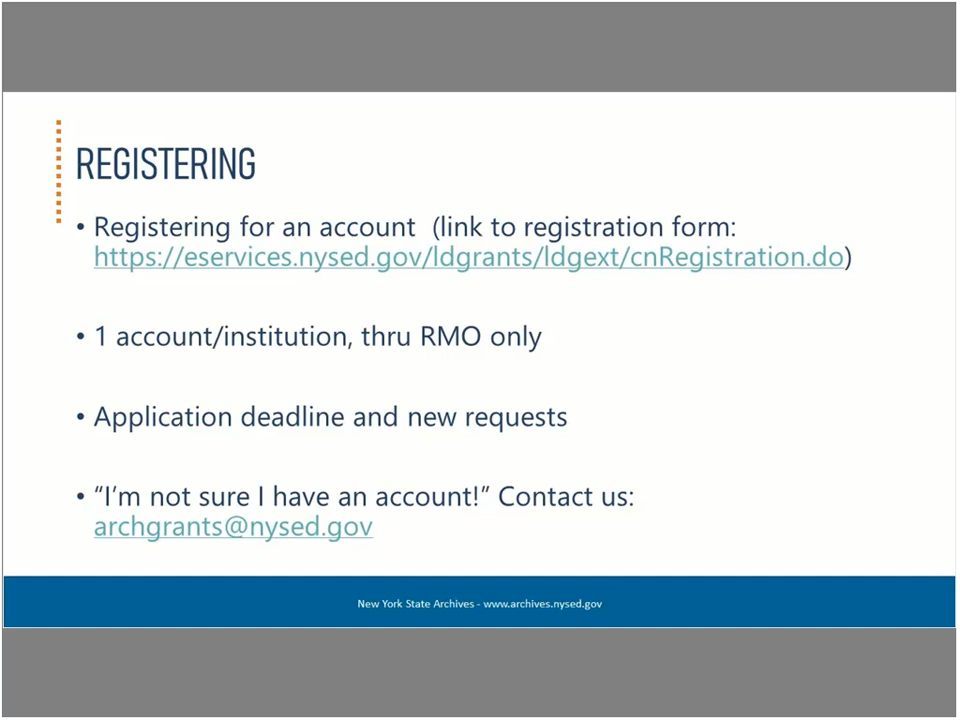 REGISTERING
• Registering for an account (link to registration form:
https://eservices.nysed.gov/ldgrants/ldgext/cnRegistration.do)
• 1 account/institution, thru RMO only
• Application deadline and new requests
• “I’m not sure I have an account!” Contact us:
archgrants@nysed.gov
New York State Archives - www.archives.nysed.gov